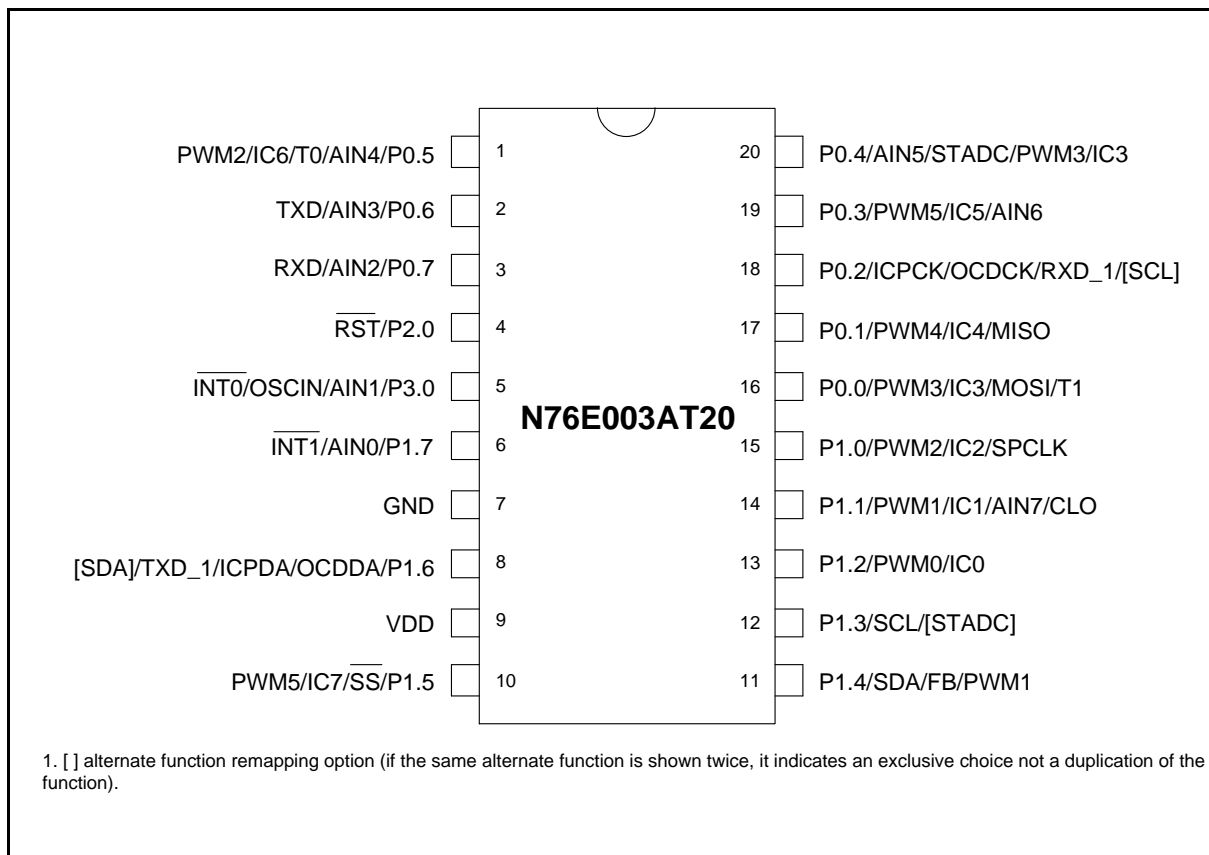 PWM2/IC6/T0/AIN4/P0.5 1 20 P0.4/AIN5/STADC/PWM3/IC3
TXD/AIN3/P0.6 2 19 P0.3/PWM5/IC5/AIN6
RXD/AIN2/P0.7 3 18 P0.2/ICPCK/OCDCK/RXD_1/[SCL]
RST/P2.0 4 17 P0.1/PWM4/IC4/MISO
INT0/OSCIN/AIN1/P3.0 5 16 P0.0/PWM3/IC3/MOSI/T1
N76E003AT20
INT1/AIN0/P1.7 6 15 P1.0/PWM2/IC2/SPCLK
GND 7 14 P1.1/PWM1/IC1/AIN7/CLO
[SDA]/TXD_1/ICPDA/OCDDA/P1.6 8 13 P1.2/PWM0/IC0
VDD 9 12 P1.3/SCL/[STADC]
PWM5/IC7/SS/P1.5 10 11 P1.4/SDA/FB/PWM1
1. [ ] alternate function remapping option (if the same alternate function is shown twice, it indicates an exclusive choice not a duplication of the
function).